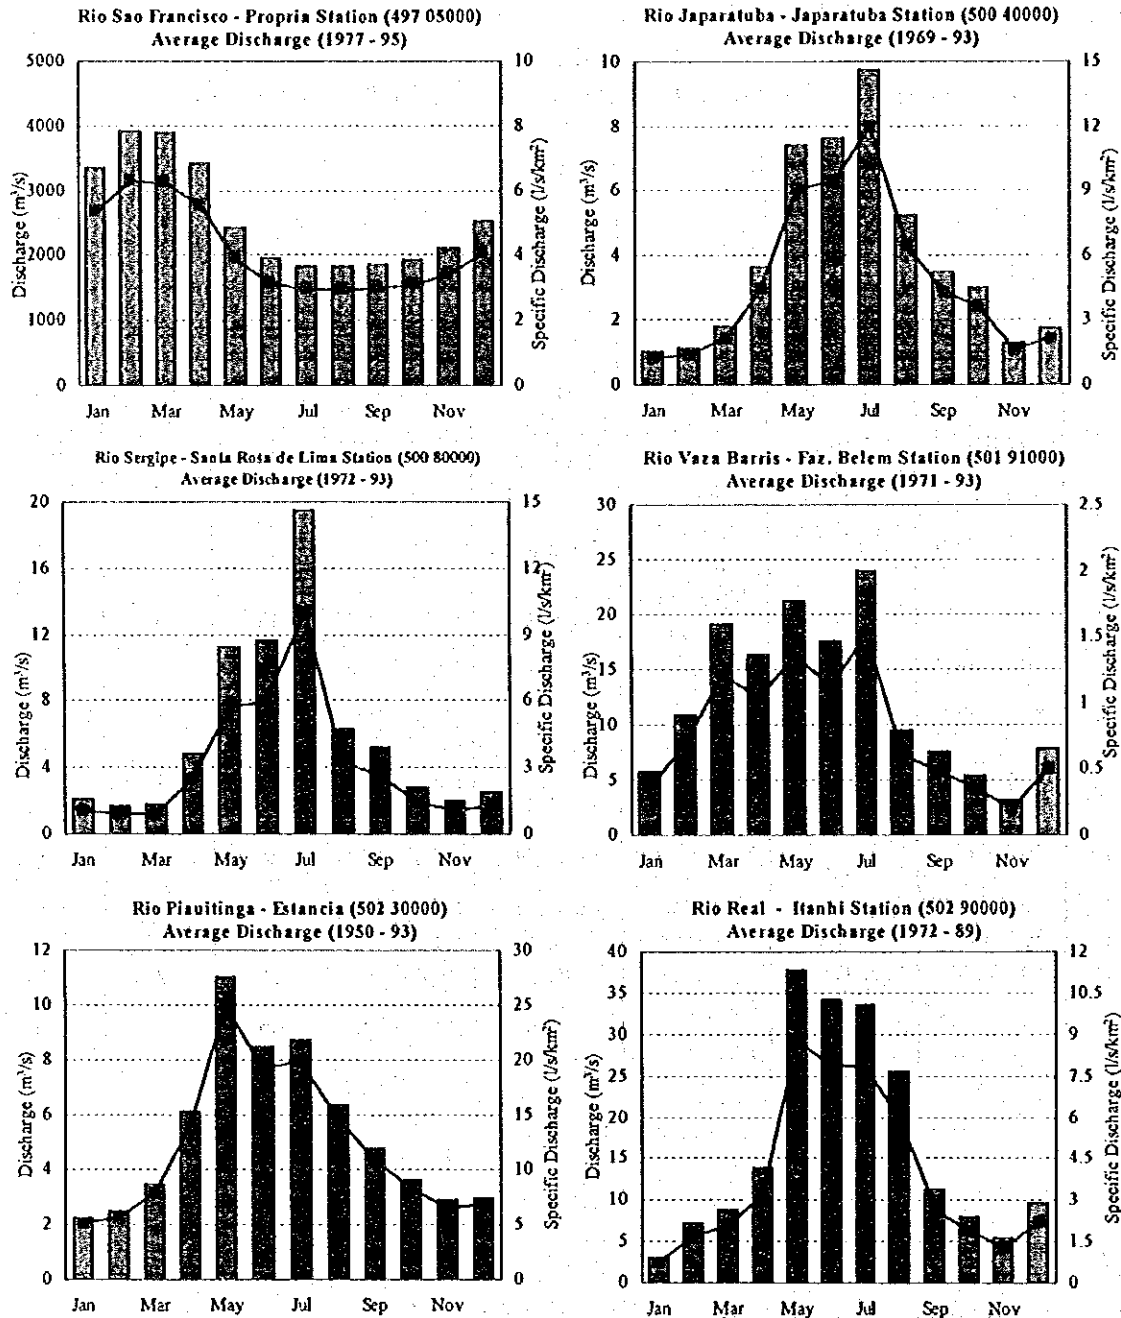 Rio Sao Francisco - Propria Station (497 05000)
Average Discharge (1977 - 95)
Discharge (m³/s)
5000
4000
3000
2000
1000
0
Specific Discharge (l/s/km²)
10
8
6
4
2
0
Jan Mar May Jul Sep Nov
Rio Japaratuba - Japaratuba Station (500 40000)
Average Discharge (1969 - 93)
Discharge (m³/s)
10
8
6
4
2
0
Specific Discharge (l/s/km²)
15
12
9
6
3
0
Jan Mar May Jul Sep Nov
Rio Sergipe - Santa Rosa de Lima Station (500 80000)
Average Discharge (1972 - 93)
Discharge (m³/s)
20
16
12
8
4
0
Specific Discharge (l/s/km²)
15
12
9
6
3
0
Jan Mar May Jul Sep Nov
Rio Vaza Barris - Faz. Belem Station (501 91000)
Average Discharge (1971 - 93)
Discharge (m³/s)
30
25
20
15
10
5
0
Specific Discharge (l/s/km²)
2.5
2
1.5
1
0.5
0
Jan Mar May Jul Sep Nov
Rio Piauitinga - Estancia (502 30000)
Average Discharge (1950 - 93)
Discharge (m³/s)
12
10
8
6
4
2
0
Specific Discharge (l/s/km²)
30
25
20
15
10
5
0
Jan Mar May Jul Sep Nov
Rio Real - Itanhi Station (502 90000)
Average Discharge (1972 - 89)
Discharge (m³/s)
40
35
30
25
20
15
10
5
0
Specific Discharge (l/s/km²)
12
10.5
9
7.5
6
4.5
3
1.5
0
Jan Mar May Jul Sep Nov